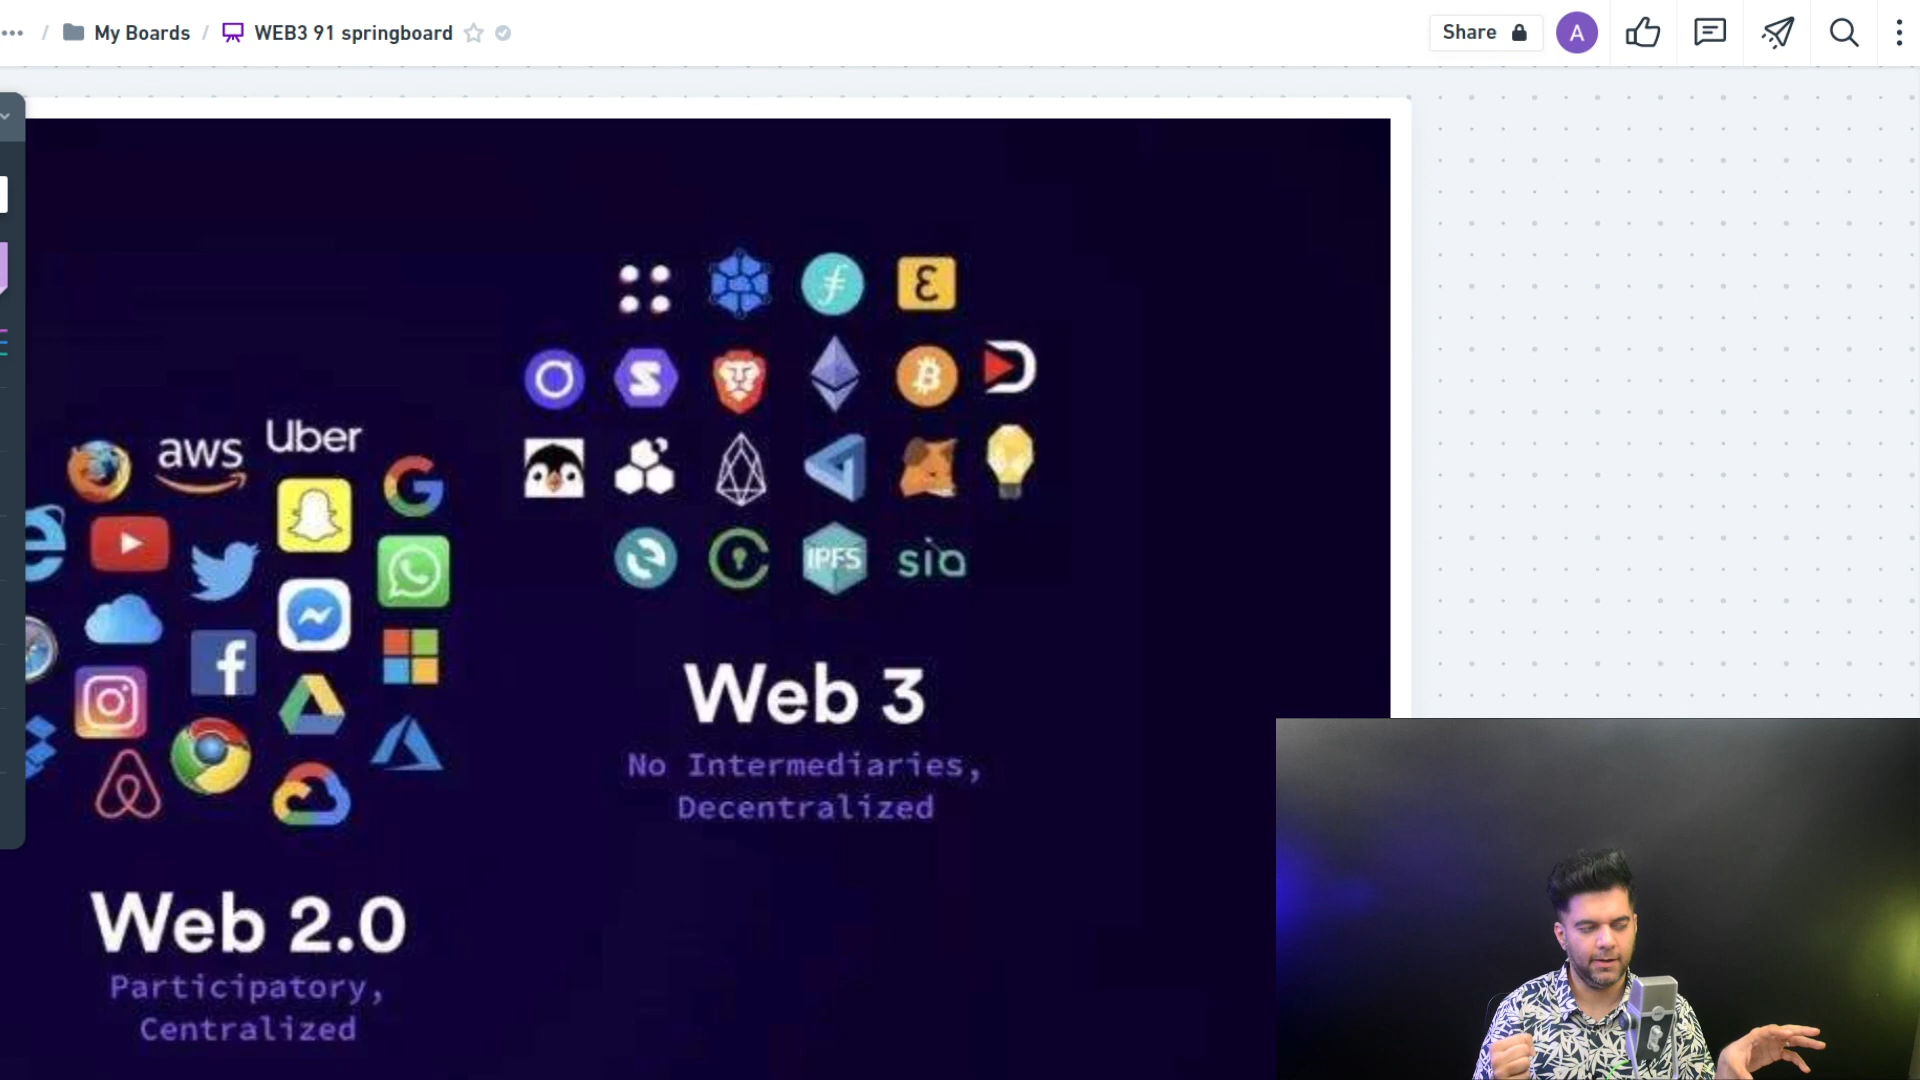 My Boards / WEB3 91 springboard
Share
A
Uber
aws
IPFS
sia
Web 3
No Intermediaries,
Decentralized
Web 2.0
Participatory,
Centralized